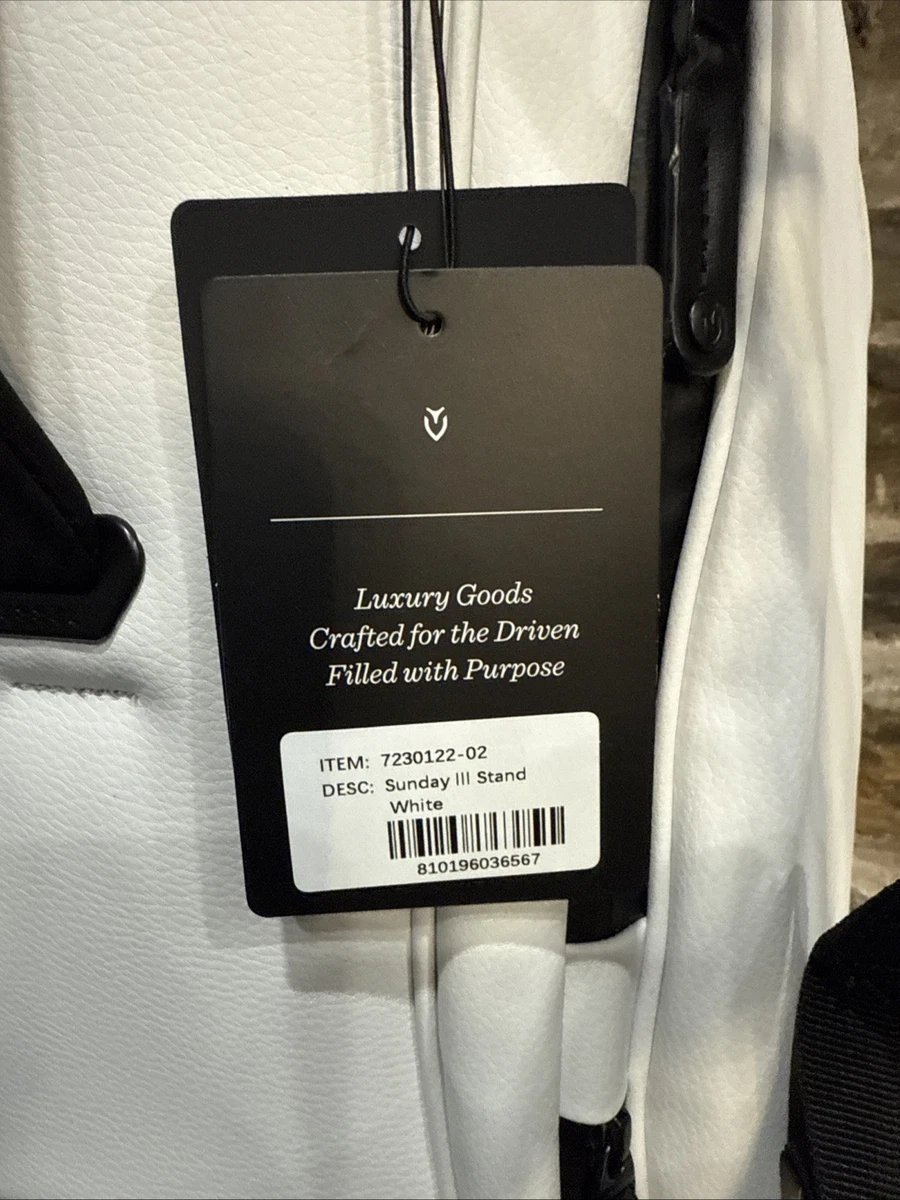 Luxury Goods
Crafted for the Driven
Filled with Purpose
ITEM: 7230122-02
DESC: Sunday III Stand
White
810196036567